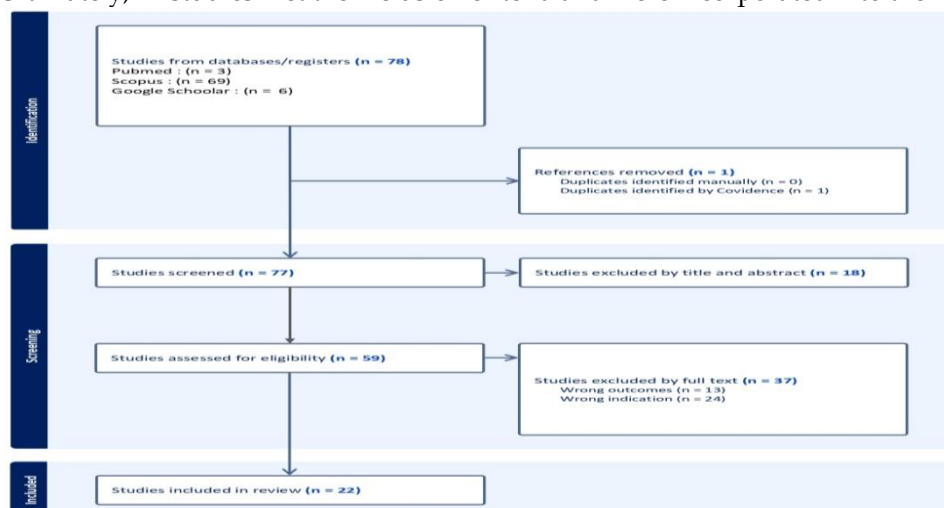 Identification
Studies from databases/registers (n = 78)
Pubmed : (n = 3)
Scopus : (n = 69)
Google Schoolar : (n = 6)
References removed (n = 1)
Duplicates identified manually (n = 0)
Duplicates identified by Covidence (n = 1)
Screening
Studies screened (n = 77)
Studies excluded by title and abstract (n = 18)
Studies assessed for eligibility (n = 59)
Studies excluded by full text (n = 37)
Wrong outcomes (n = 13)
Wrong indication (n = 24)
Included
Studies included in review (n = 22)